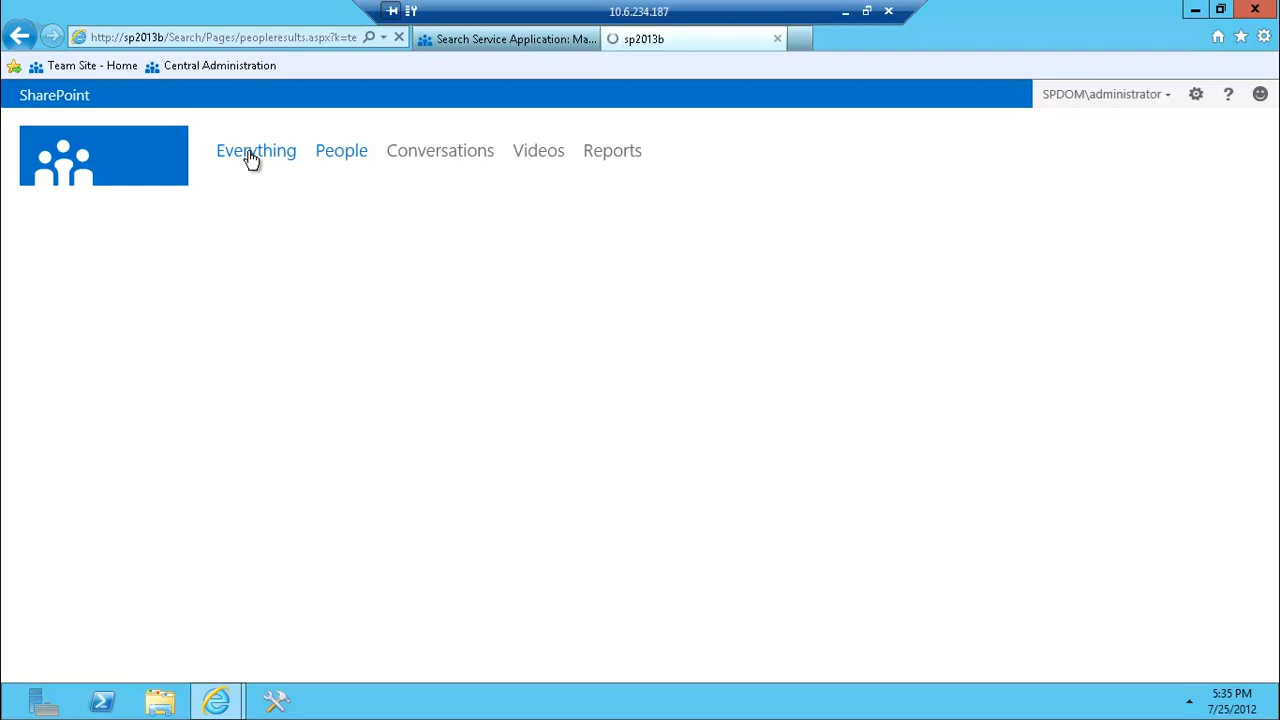 10.6.234.187
http://sp2013b/Search/Pages/peopleresults.aspx?k=te
Search Service Application: Ma...
sp2013b
Team Site - Home
Central Administration
SharePoint
SPDOM\administrator
Everything
People
Conversations
Videos
Reports
5:35 PM
7/25/2012